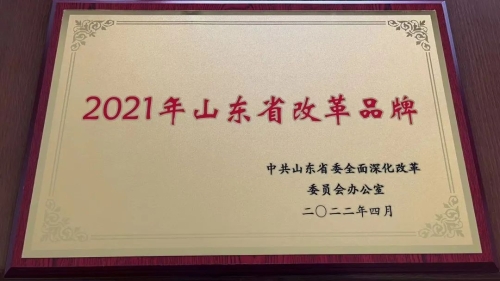 2021年山东省改革品牌
中共山东省委全面深化改革
委员会办公室
二〇二二年四月